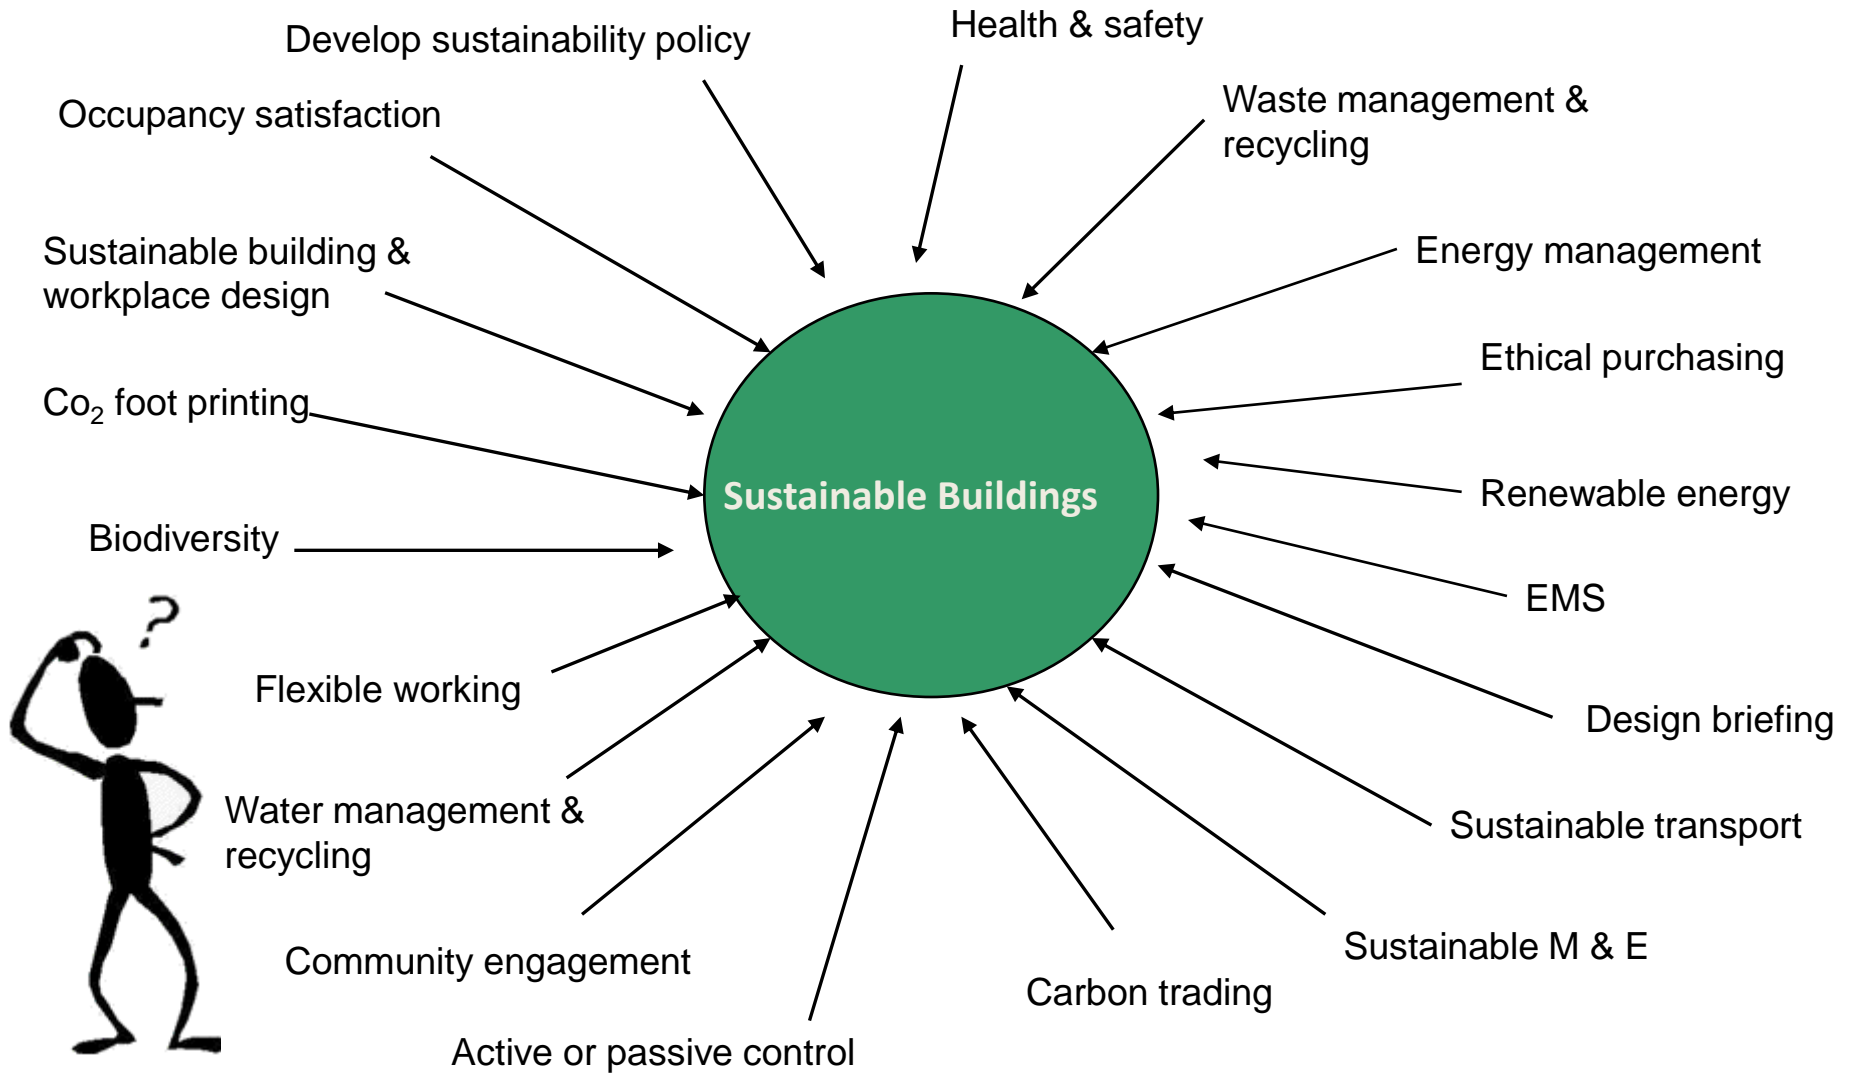 Develop sustainability policy
Health & safety
Occupancy satisfaction
Waste management &
recycling
Sustainable building &
workplace design
Energy management
Ethical purchasing
Co₂ foot printing
Sustainable Buildings
Renewable energy
Biodiversity
EMS
?
Flexible working
Design briefing
Water management &
recycling
Sustainable transport
Community engagement
Sustainable M & E
Carbon trading
Active or passive control